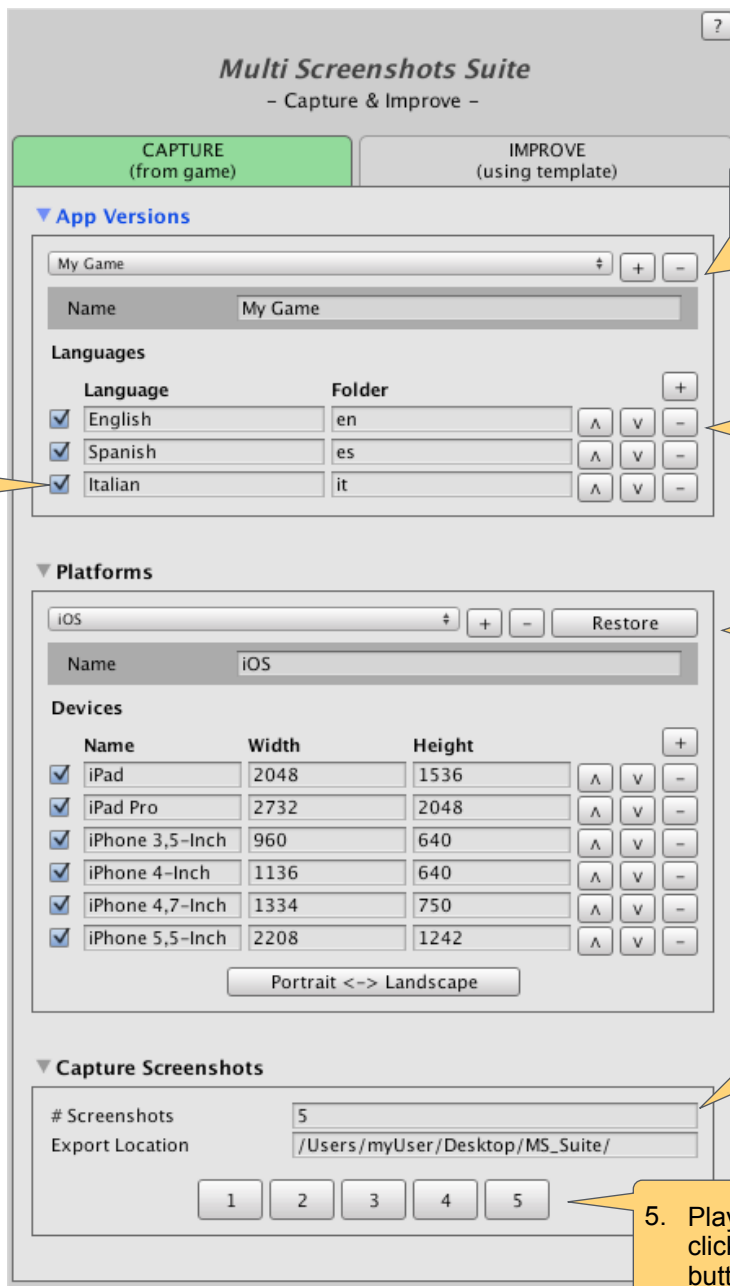 ?
Multi Screenshots Suite
- Capture & Improve -
CAPTURE
(from game)
IMPROVE
(using template)
▼ App Versions
My Game + -
Name My Game
Languages
Language Folder +
English en ∧ ∨ -
Spanish es ∧ ∨ -
Italian it ∧ ∨ -
▼ Platforms
iOS + - Restore
Name iOS
Devices
Name Width Height +
iPad 2048 1536 ∧ ∨ -
iPad Pro 2732 2048 ∧ ∨ -
iPhone 3,5-Inch 960 640 ∧ ∨ -
iPhone 4-Inch 1136 640 ∧ ∨ -
iPhone 4,7-Inch 1334 750 ∧ ∨ -
iPhone 5,5-Inch 2208 1242 ∧ ∨ -
Portrait <-> Landscape
▼ Capture Screenshots
# Screenshots 5
Export Location /Users/myUser/Desktop/MS_Suite/
1 2 3 4 5
5.